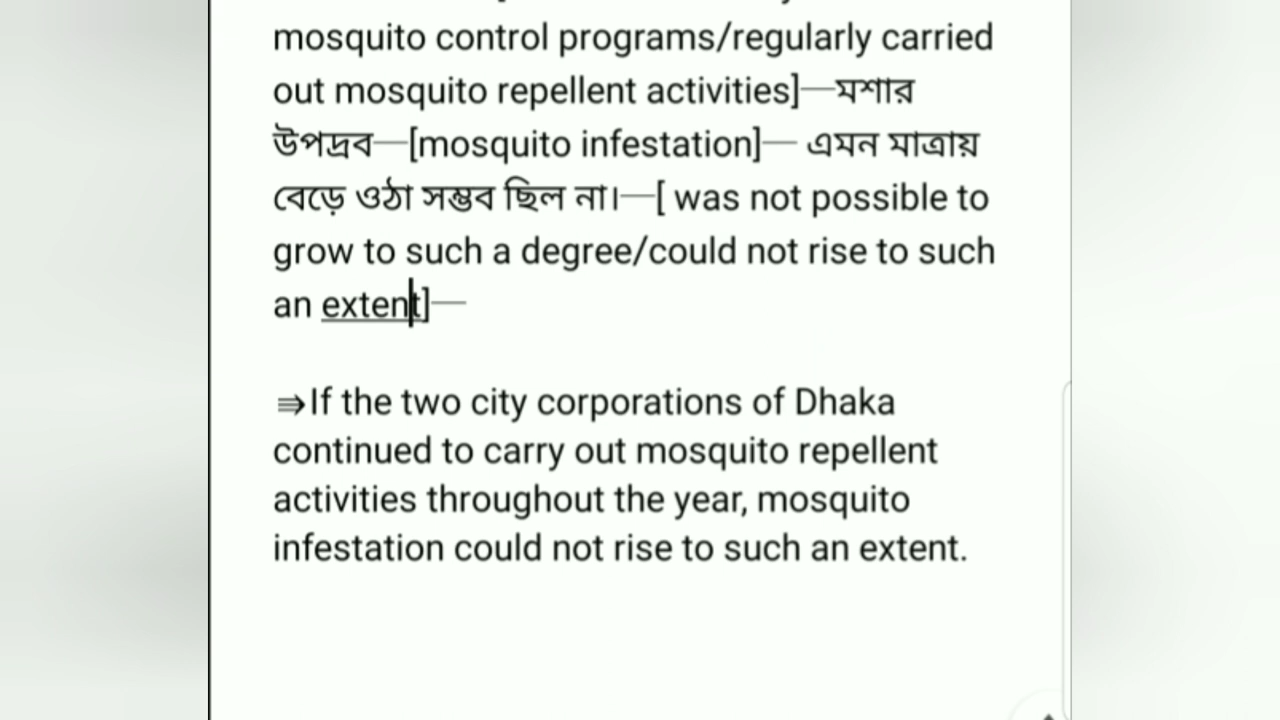 mosquito control programs/regularly carried
out mosquito repellent activities]—মশার
উপদ্রব—[mosquito infestation]— এমন মাত্রায়
বেড়ে ওঠা সম্ভব ছিল না।—[ was not possible to
grow to such a degree/could not rise to such
an extent]—
⇛If the two city corporations of Dhaka
continued to carry out mosquito repellent
activities throughout the year, mosquito
infestation could not rise to such an extent.